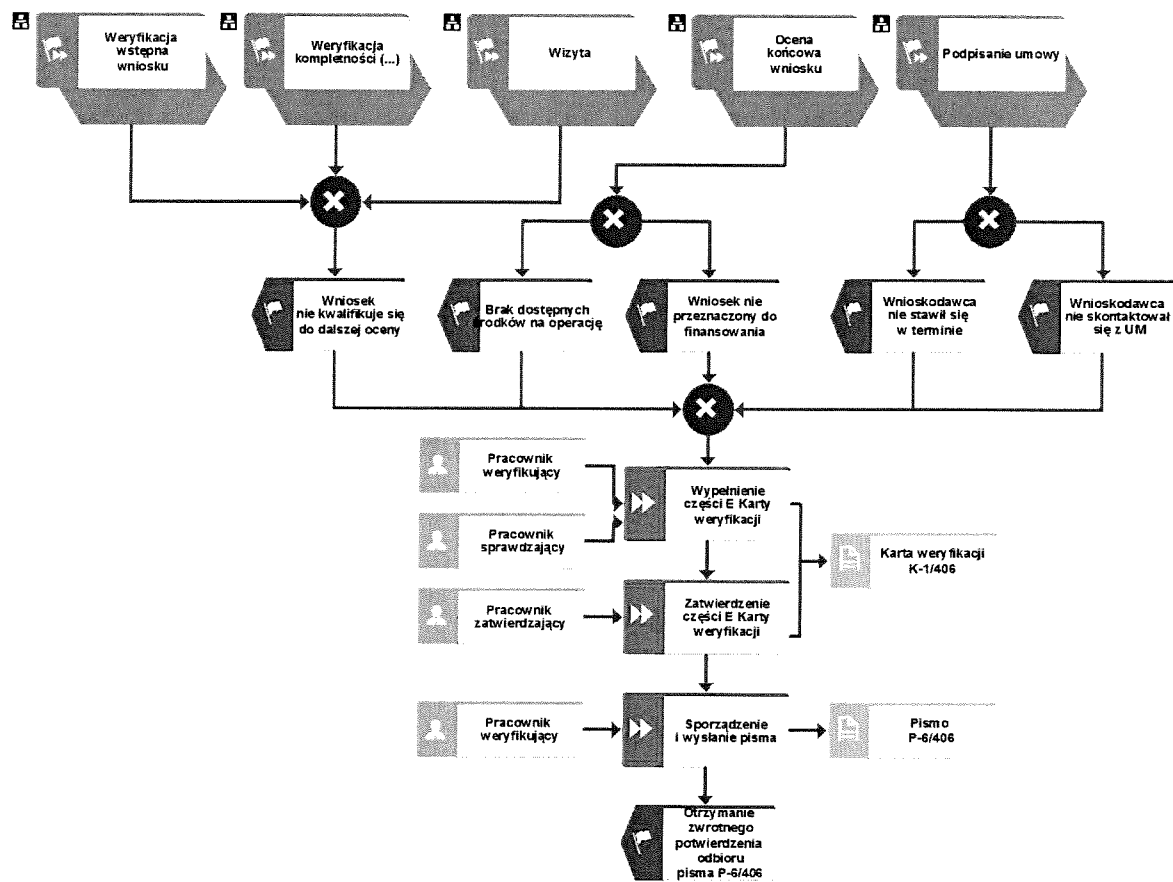 Weryfikacja
wstępna
wniosku
Weryfikacja
kompletności (...)
Wizyta
Ocena
końcowa
wniosku
Podpisanie umowy
Wniosek
nie kwalifikuje się
do dalszej oceny
Brak dostępnych
środków na operację
Wniosek nie
przeznaczony do
finansowania
Wnioskodawca
nie stawił się
w terminie
Wnioskodawca
nie skontaktował
się z UM
Pracownik
weryfikujący
Wypełnienie
części E Karty
weryfikacji
Pracownik
sprawdzający
Karta weryfikacji
K-1/406
Pracownik
zatwierdzający
Zatwierdzenie
części E Karty
weryfikacji
Pracownik
weryfikujący
Sporządzenie
i wysłanie pisma
Pismo
P-6/406
Otrzymanie
zwrotnego
potwierdzenia
odbioru
pisma P-6/406